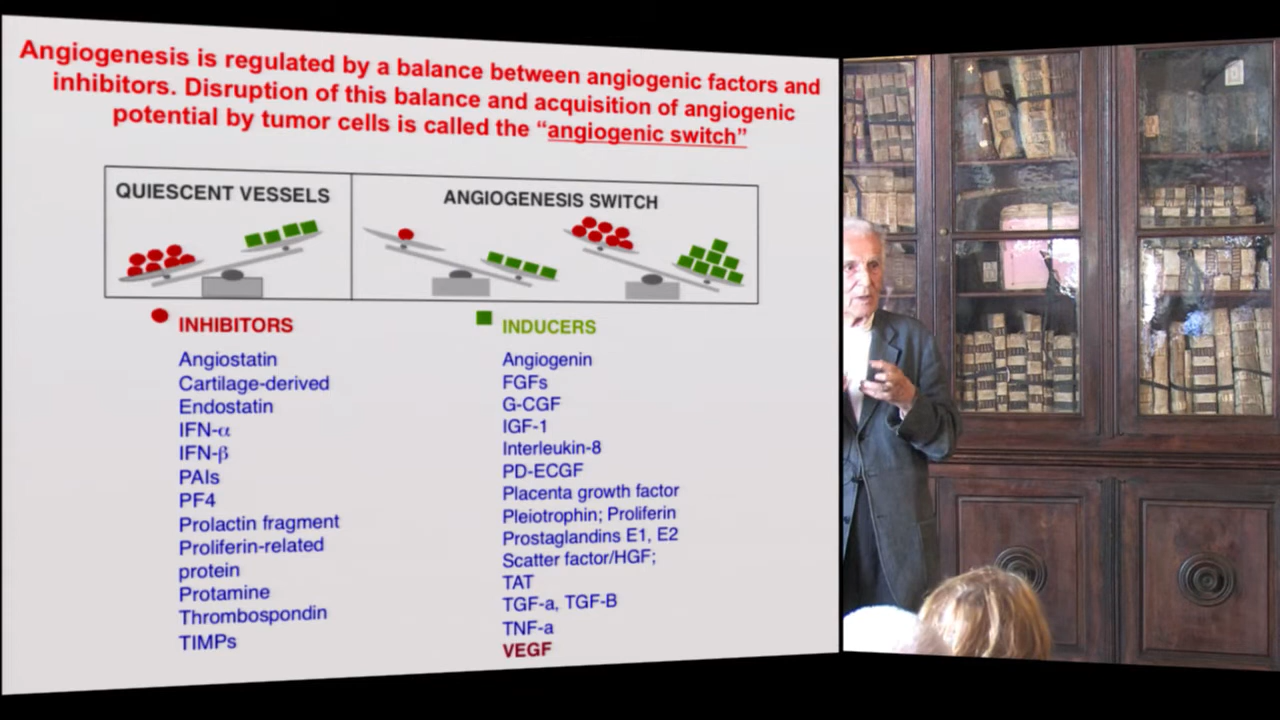 Angiogenesis is regulated by a balance between angiogenic factors and
inhibitors. Disruption of this balance and acquisition of angiogenic
potential by tumor cells is called the “angiogenic switch”
QUIESCENT VESSELS
ANGIOGENESIS SWITCH
INHIBITORS
Angiostatin
Cartilage-derived
Endostatin
IFN-α
IFN-β
PAIs
PF4
Prolactin fragment
Proliferin-related
protein
Protamine
Thrombospondin
TIMPs
INDUCERS
Angiogenin
FGFs
G-CGF
IGF-1
Interleukin-8
PD-ECGF
Placenta growth factor
Pleiotrophin; Proliferin
Prostaglandins E1, E2
Scatter factor/HGF;
TAT
TGF-a, TGF-B
TNF-a
VEGF